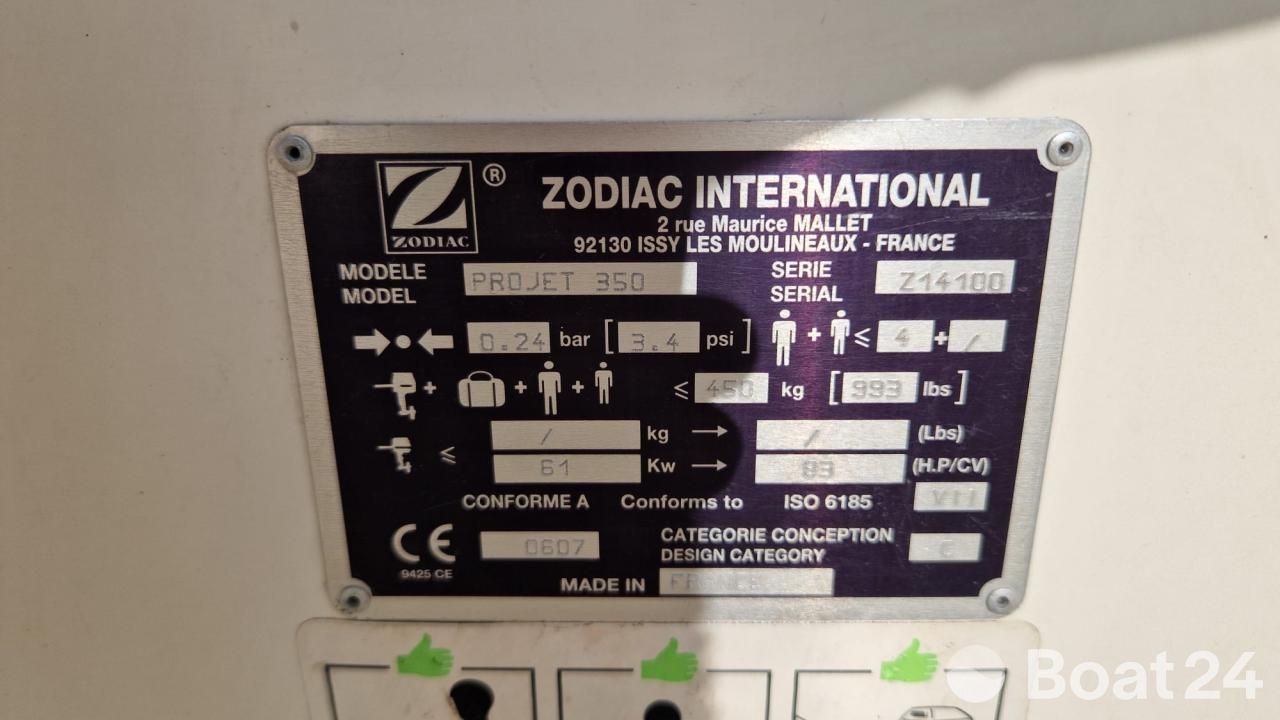 ZODIAC
®
ZODIAC INTERNATIONAL
2 rue Maurice MALLET
92130 ISSY LES MOULINEAUX - FRANCE
MODELE
MODEL
PROJET 350
SERIE
SERIAL
Z14100
0.24 bar [ 3.4 psi ]
+ ≤ 4 + /
+ + + ≤ 450 kg [ 993 lbs ]
≤ / kg → / (Lbs)
61 Kw → 83 (H.P/CV)
CONFORME A Conforms to ISO 6185 VII
CE 0607
9425 CE
CATEGORIE CONCEPTION
DESIGN CATEGORY
C
MADE IN FRANCE
Boat24